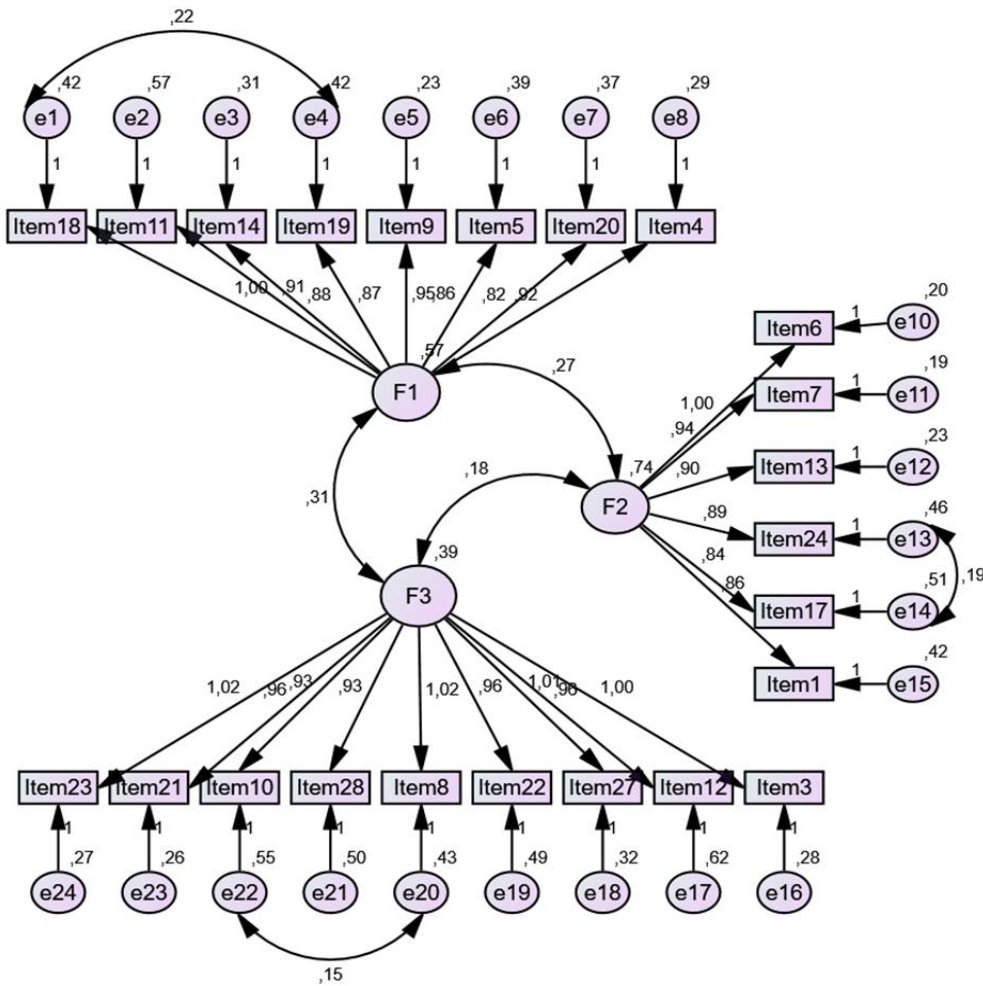 ,22
,42 ,57 ,31 ,42 ,23 ,39 ,37 ,29
e1 e2 e3 e4 e5 e6 e7 e8
1 1 1 1 1 1 1 1
Item18 Item11 Item14 Item19 Item9 Item5 Item20 Item4
1,00 ,91 ,88 ,87 ,95 ,86 ,82 ,92
,57
F1
,27
,20
Item6 1 e10
,19
Item7 1 e11
,23
Item13 1 e12
,46
Item24 1 e13
,51 ,19
Item17 1 e14
,42
Item1 1 e15
1,00
,94
,90
,89
,84
,86
,74
F2
,18
,31
,39
F3
1,02 ,96 ,93 ,93 1,02 ,96 1,01 ,96 1,00
Item23 Item21 Item10 Item28 Item8 Item22 Item27 Item12 Item3
1 1 1 1 1 1 1 1 1
,27 ,26 ,55 ,50 ,43 ,49 ,32 ,62 ,28
e24 e23 e22 e21 e20 e19 e18 e17 e16
,15